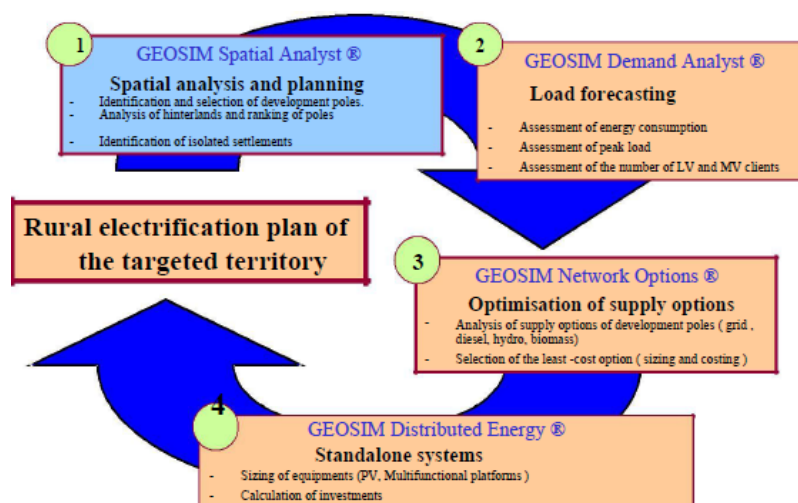 1
GEOSIM Spatial Analyst ®
Spatial analysis and planning
- Identification and selection of development poles.
- Analysis of hinterlands and ranking of poles
- Identification of isolated settlements
2
GEOSIM Demand Analyst ®
Load forecasting
- Assessment of energy consumption
- Assessment of peak load
- Assessment of the number of LV and MV clients
Rural electrification plan of
the targeted territory
3
GEOSIM Network Options ®
Optimisation of supply options
- Analysis of supply options of development poles ( grid ,
diesel, hydro, biomass)
- Selection of the least -cost option ( sizing and costing )
4
GEOSIM Distributed Energy ®
Standalone systems
- Sizing of equipments (PV, Multifunctional platforms )
- Calculation of investments